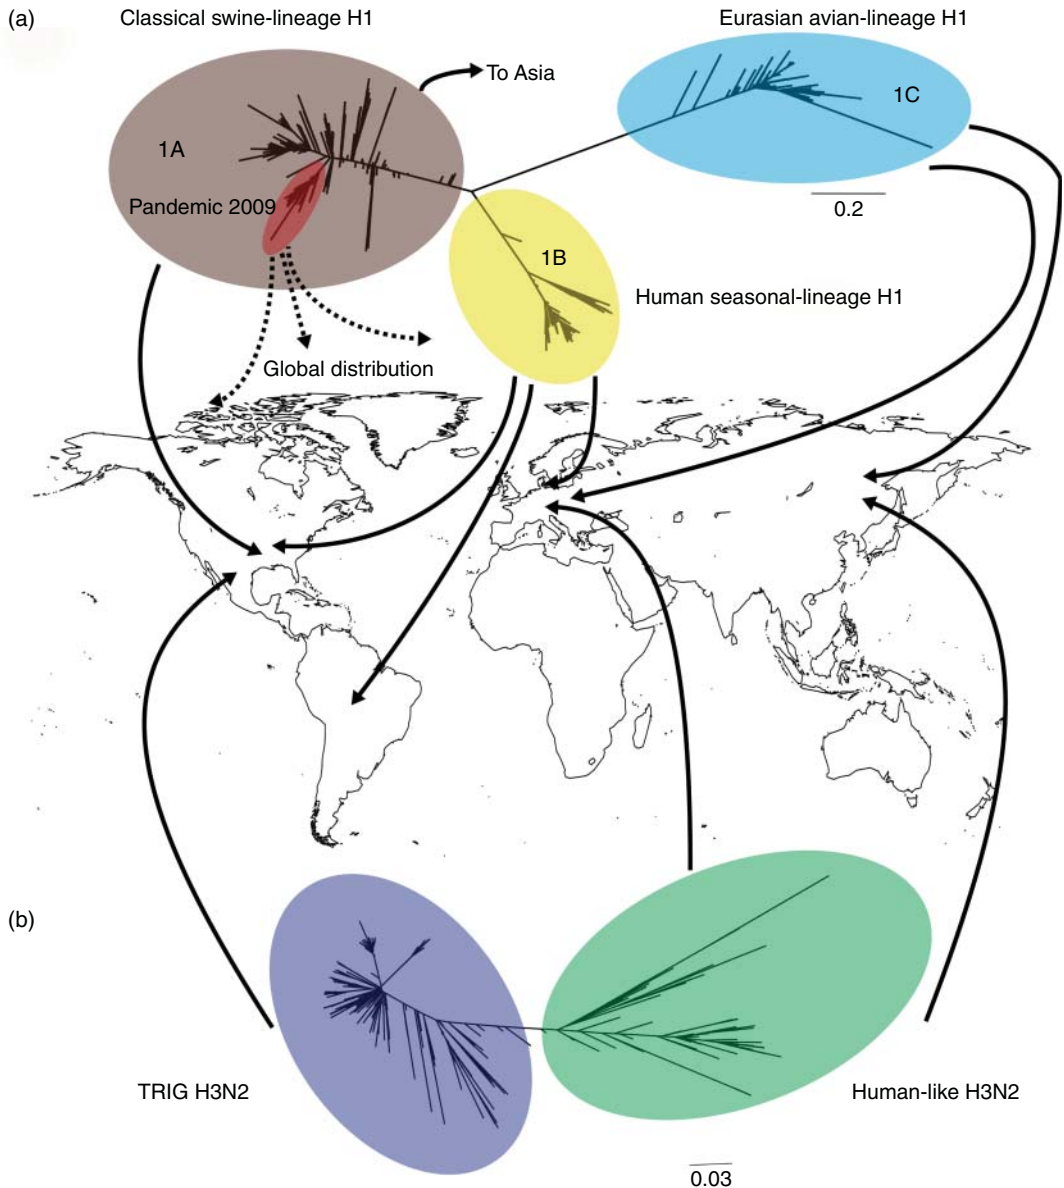 (a)
Classical swine-lineage H1
Eurasian avian-lineage H1
To Asia
1A
1C
Pandemic 2009
0.2
1B
Human seasonal-lineage H1
Global distribution
(b)
TRIG H3N2
Human-like H3N2
0.03